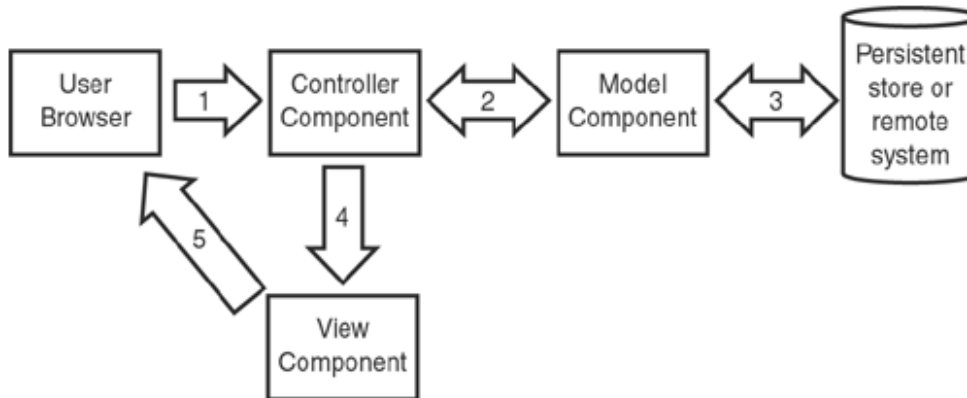 User
Browser
1
Controller
Component
2
Model
Component
3
Persistent
store or
remote
system
4
5
View
Component